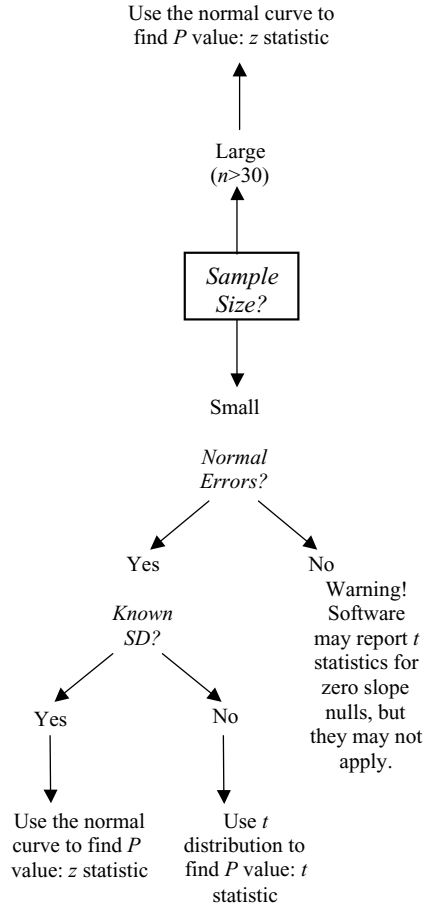 Use the normal curve to
find P value: z statistic
Large
(n>30)
Sample
Size?
Small
Normal
Errors?
Yes
No
Warning!
Software
may report t
statistics for
zero slope
nulls, but
they may not
apply.
Known
SD?
Yes
No
Use the normal
curve to find P
value: z statistic
Use t
distribution to
find P value: t
statistic